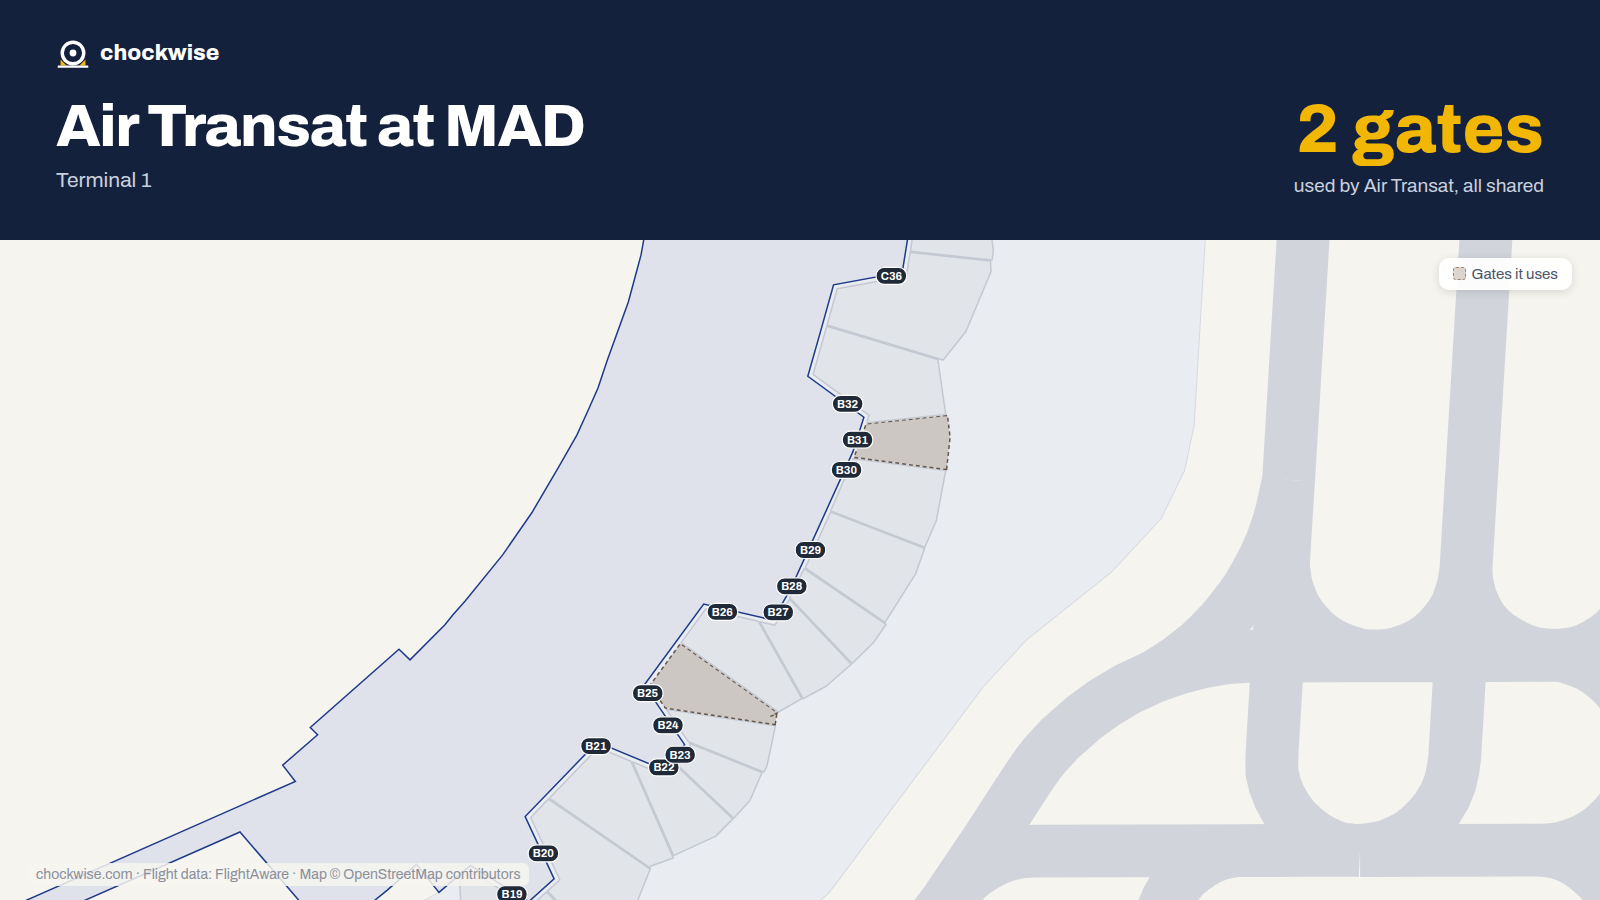 chockwise
Air Transat at MAD
Terminal 1
2 gates
used by Air Transat, all shared
Gates it uses
C36
B32
B31
B30
B29
B28
B26
B27
B25
B24
B21
B23
B22
B20
B19
chockwise.com · Flight data: FlightAware · Map © OpenStreetMap contributors